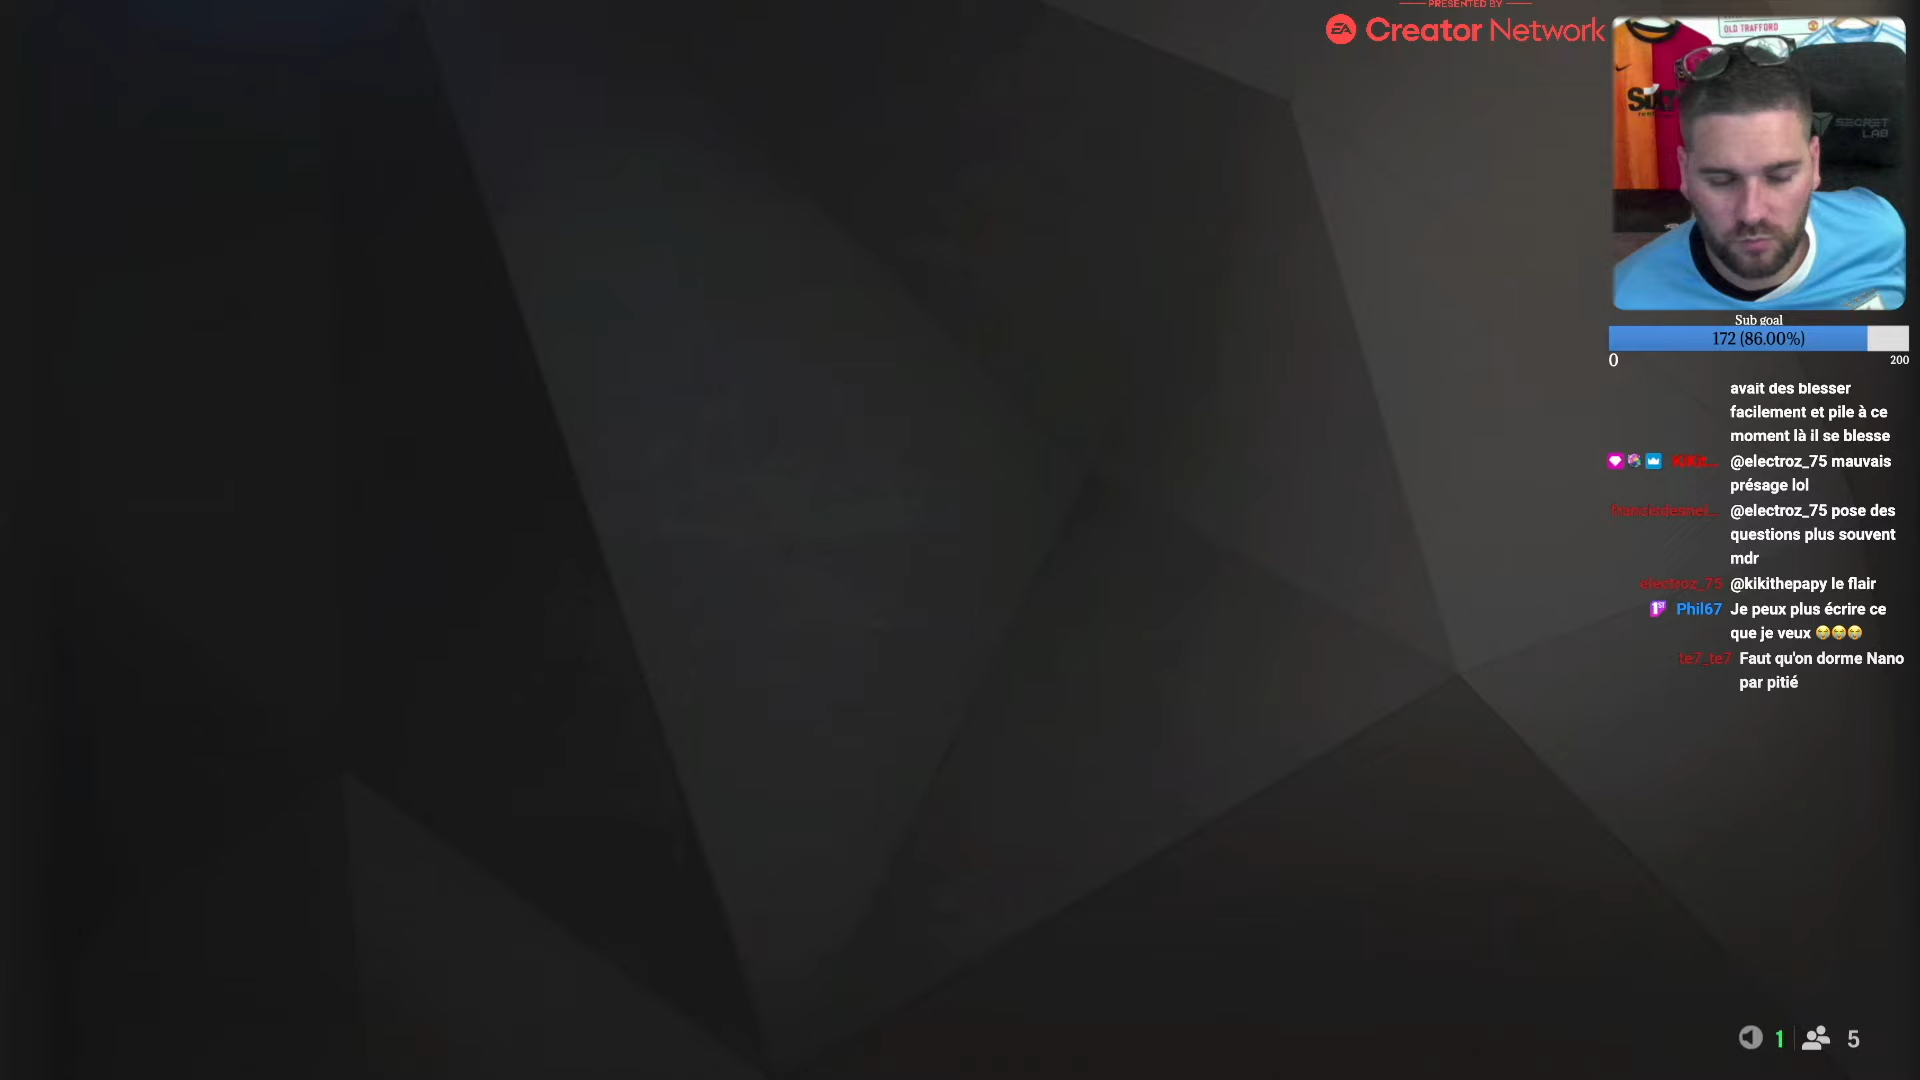 PRESENTED BY
EA Creator Network
OLD TRAFFORD
SECRET
LAB
Sub goal
172 (86.00%)
0
200
avait des blesser
facilement et pile à ce
moment là il se blesse
@electroz_75 mauvais
présage lol
@electroz_75 pose des
questions plus souvent
mdr
electroz_75 @kikithepapy le flair
1ST Phil67 Je peux plus écrire ce
que je veux 😭😭😭
te7_te7 Faut qu'on dorme Nano
par pitié
1
5